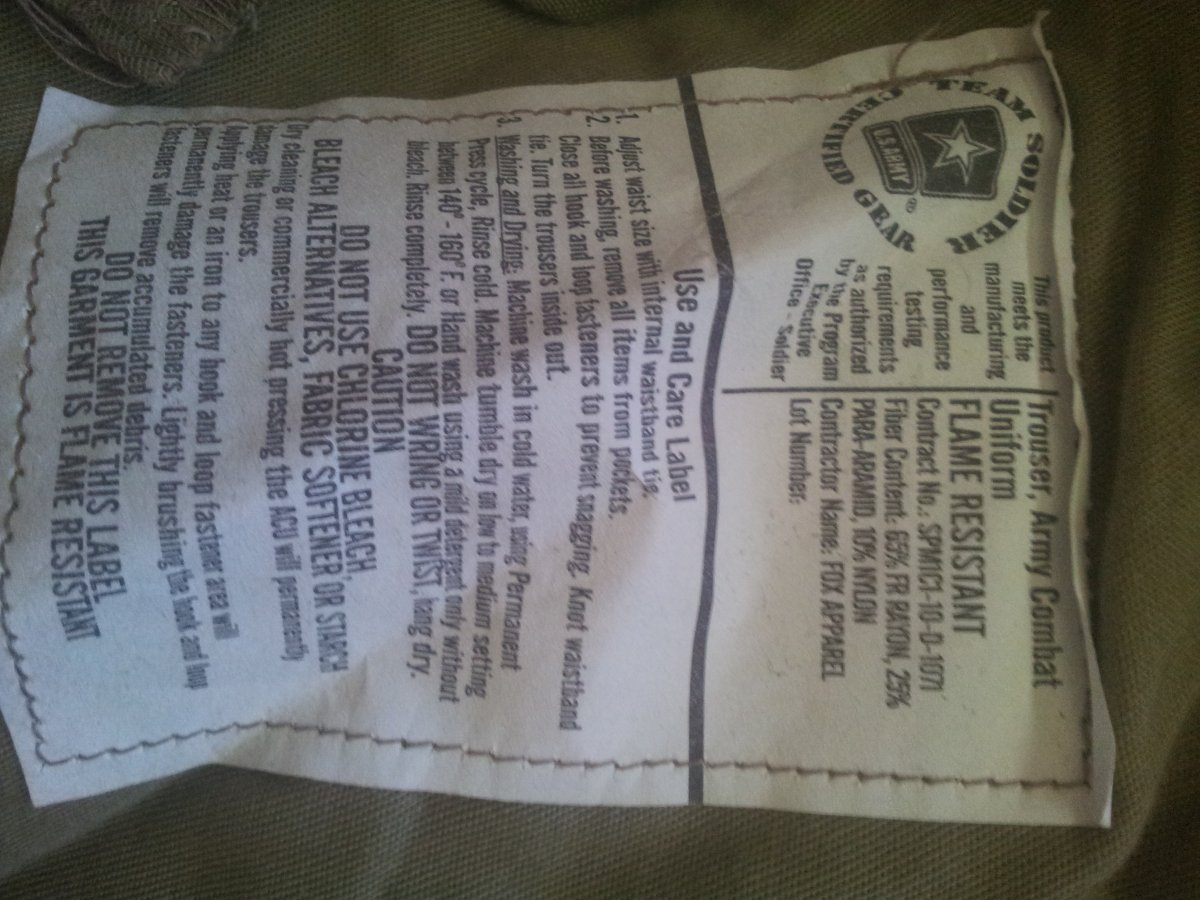 TEAM SOLDIER
CERTIFIED GEAR
U.S.ARMY
®
This product
meets the
manufacturing
and
performance
testing
requirements
as authorized
by the Program
Executive
Office - Soldier
Trouser, Army Combat
Uniform
FLAME RESISTANT
Contract No.: SPM1C1-10-D-1071
Fiber Content: 65% FR RAYON, 25%
PARA-ARAMID, 10% NYLON
Contractor Name: FOX APPAREL
Lot Number:
Use and Care Label
1. Adjust waist size with internal waistband tie.
2. Before washing, remove all items from pockets.
Close all hook and loop fasteners to prevent snagging. Knot waistband
tie. Turn the trousers inside out.
3. Washing and Drying: Machine wash in cold water, using Permanent
Press cycle, Rinse cold. Machine tumble dry on low to medium setting
between 140° - 160° F. or Hand wash using a mild detergent only without
bleach. Rinse completely. DO NOT WRING OR TWIST, hang dry.
CAUTION
DO NOT USE CHLORINE BLEACH,
BLEACH ALTERNATIVES, FABRIC SOFTENER OR STARCH
Dry cleaning or commercially hot pressing the ACU will permanently
damage the trousers.
Applying heat or an iron to any hook and loop fastener area will
permanently damage the fasteners. Lightly brushing the hook and loop
fasteners will remove accumulated debris.
DO NOT REMOVE THIS LABEL
THIS GARMENT IS FLAME RESISTANT